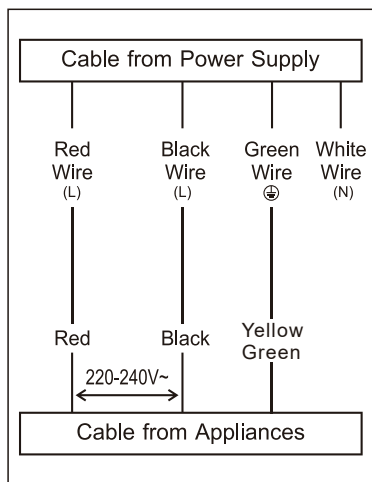 Cable from Power Supply
Red Wire (L)
Black Wire (L)
Green Wire ⏚
White Wire (N)
Red
Black
Yellow Green
220-240V~
Cable from Appliances